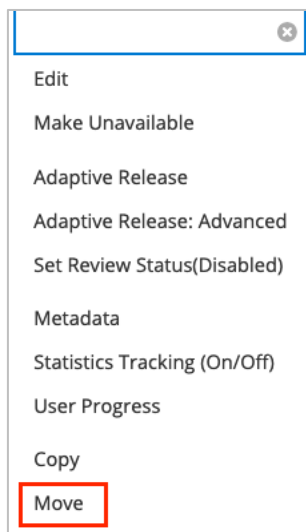 Edit
Make Unavailable
Adaptive Release
Adaptive Release: Advanced
Set Review Status(Disabled)
Metadata
Statistics Tracking (On/Off)
User Progress
Copy
Move